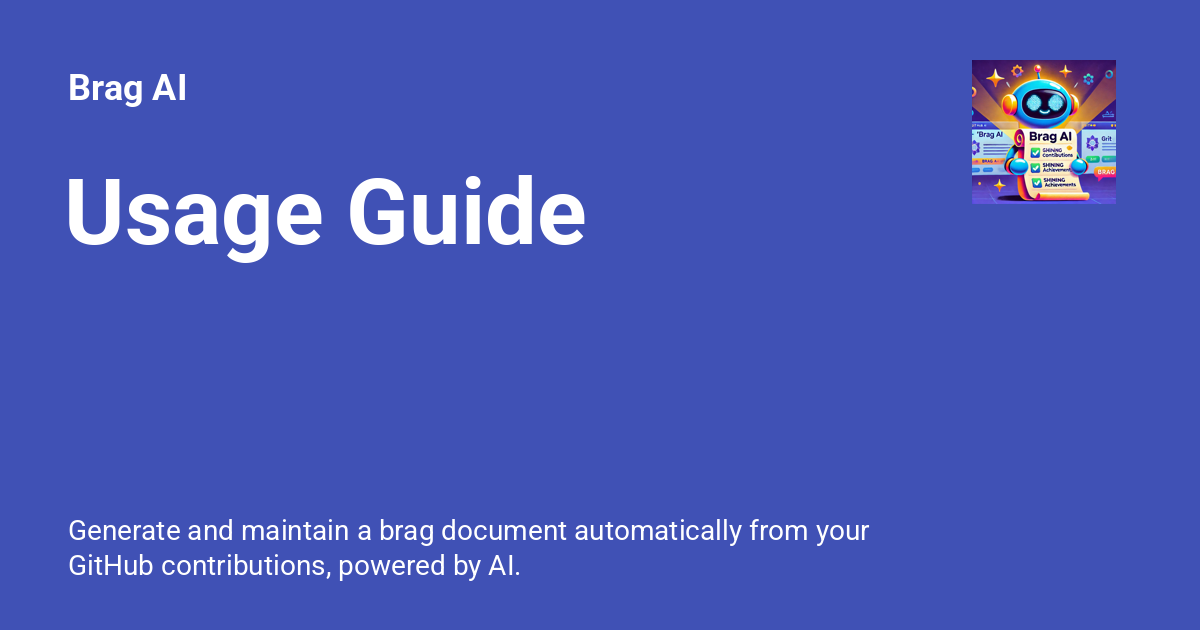 Brag AI
Usage Guide
Generate and maintain a brag document automatically from your
GitHub contributions, powered by AI.
'Brag AI
Brag AI
SHINING
Contributions
SHINING
Achievement
SHINING
Achievements
Grit
BRAG